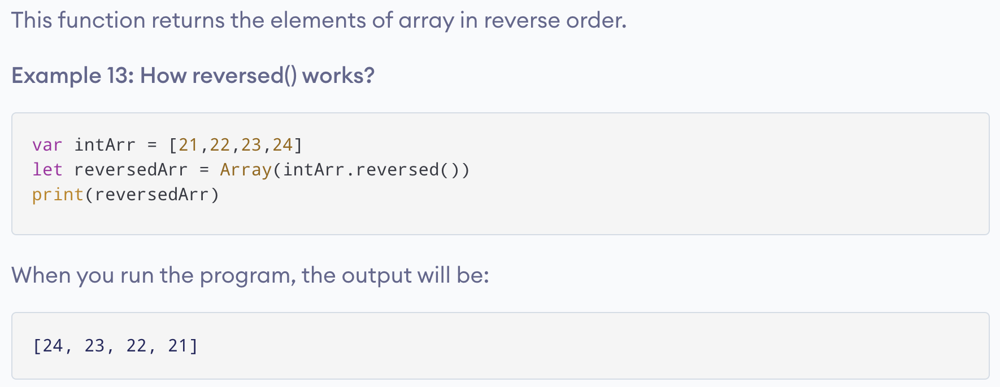 This function returns the elements of array in reverse order.
Example 13: How reversed() works?
var intArr = [21,22,23,24]
let reversedArr = Array(intArr.reversed())
print(reversedArr)
When you run the program, the output will be:
[24, 23, 22, 21]